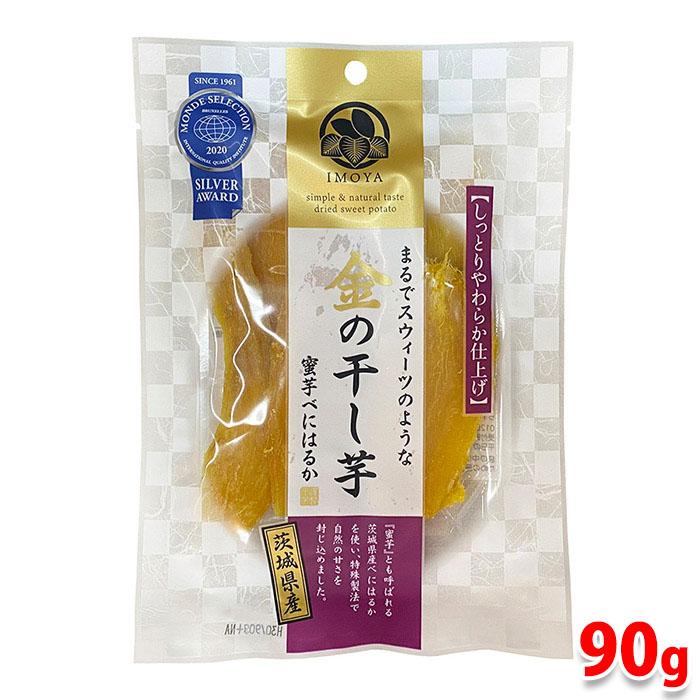 SINCE 1961
MONDE SELECTION
BRUXELLES
2020
INTERNATIONAL QUALITY INSTITUTE
SILVER
AWARD
IMOYA
simple & natural taste
dried sweet potato
【しっとりやわらか仕上げ】
まるでスウィーツのような
金の干し芋
蜜芋べにはるか
『蜜芋』とも呼ばれる
茨城県産べにはるか
を使い、特殊製法で
自然の甘さを
封じ込めました。
茨城県産
90g